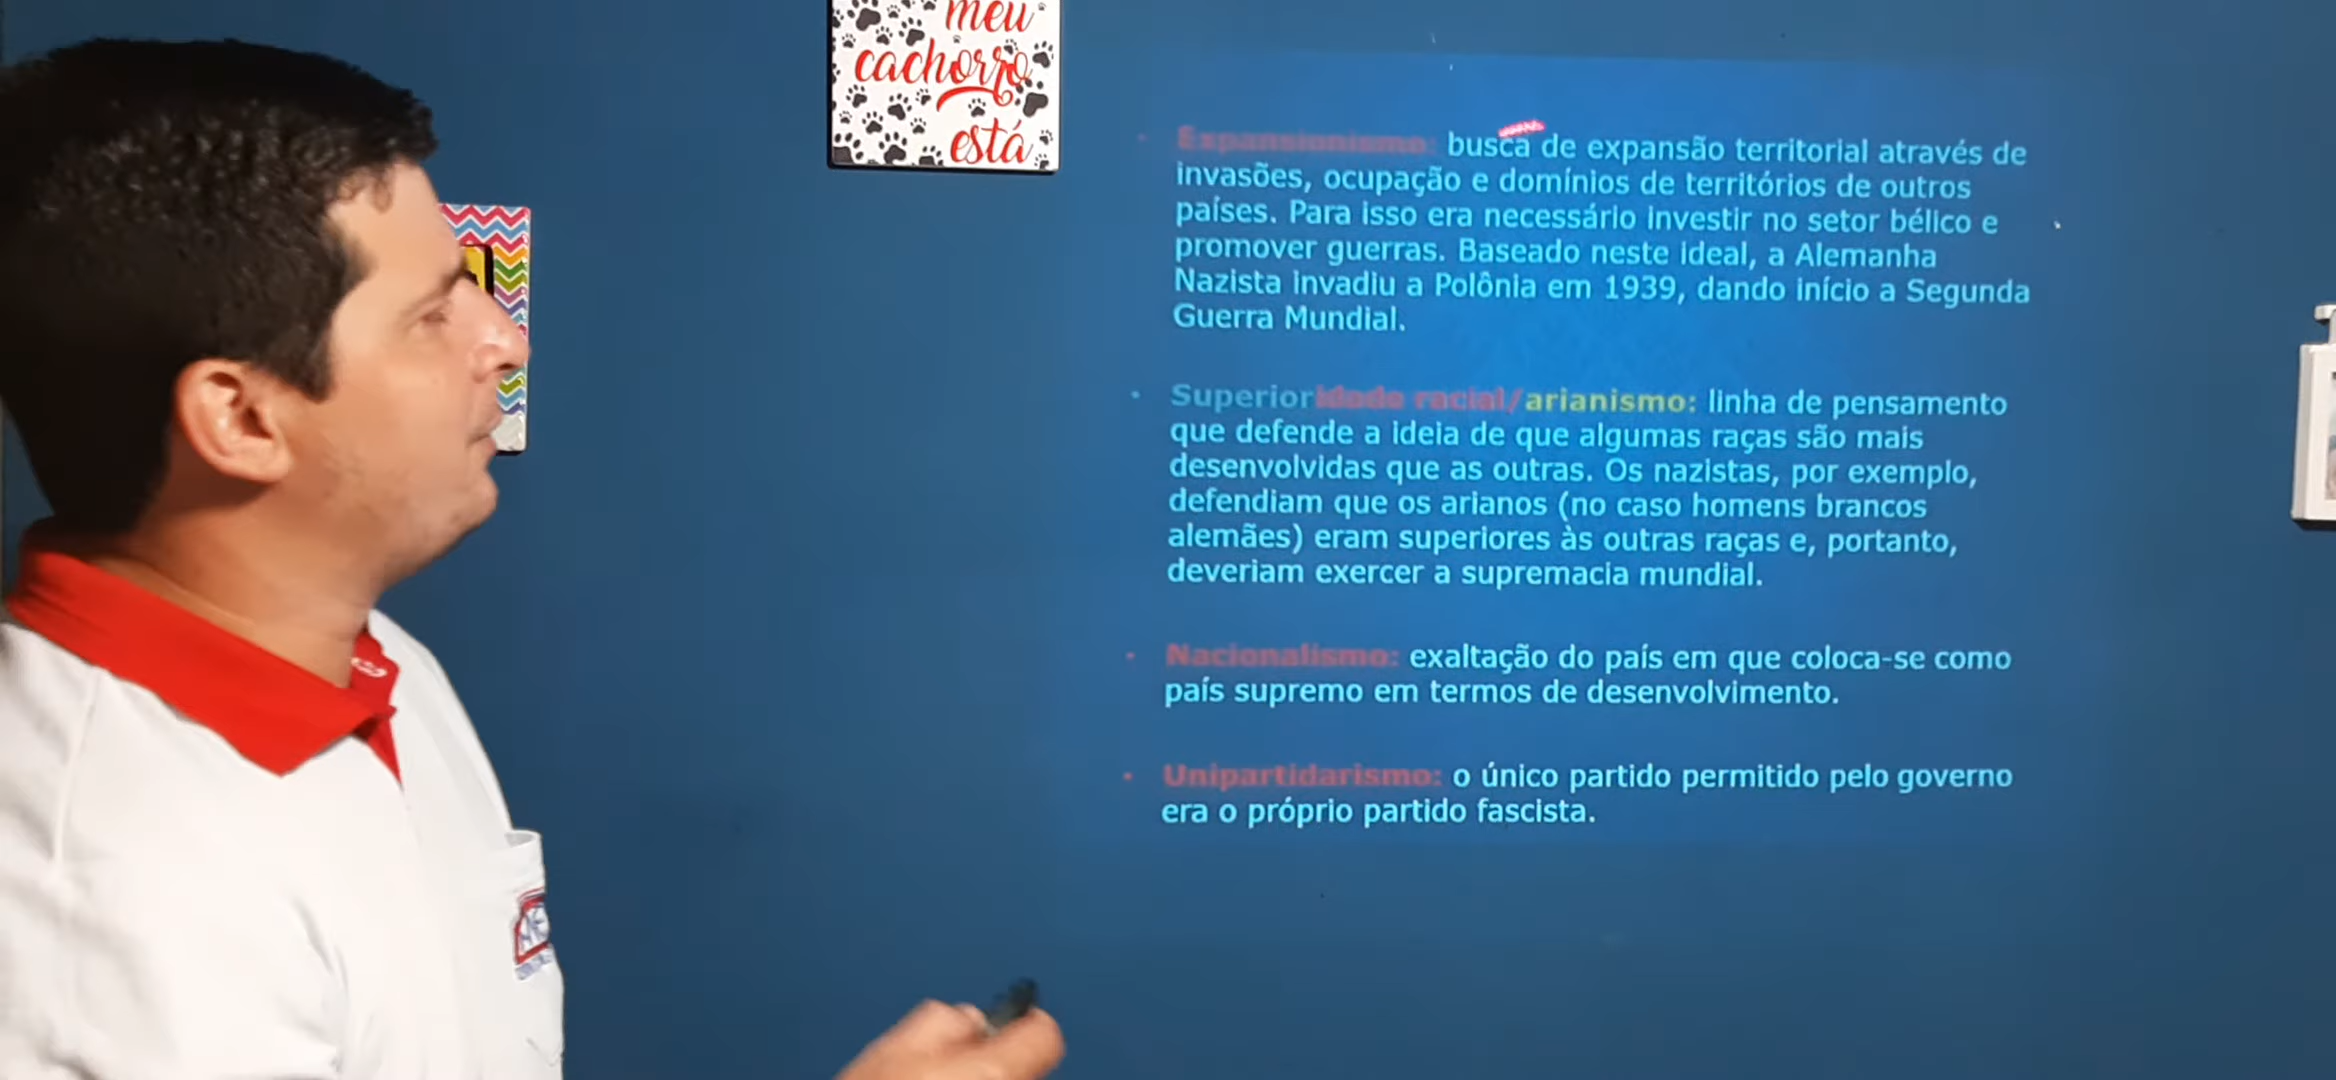 meu
cachorro
está
• Expansionismo: busca de expansão territorial através de
invasões, ocupação e domínios de territórios de outros
países. Para isso era necessário investir no setor bélico e
promover guerras. Baseado neste ideal, a Alemanha
Nazista invadiu a Polônia em 1939, dando início a Segunda
Guerra Mundial.
• Superioridade racial/arianismo: linha de pensamento
que defende a ideia de que algumas raças são mais
desenvolvidas que as outras. Os nazistas, por exemplo,
defendiam que os arianos (no caso homens brancos
alemães) eram superiores às outras raças e, portanto,
deveriam exercer a supremacia mundial.
• Nacionalismo: exaltação do país em que coloca-se como
país supremo em termos de desenvolvimento.
• Unipartidarismo: o único partido permitido pelo governo
era o próprio partido fascista.